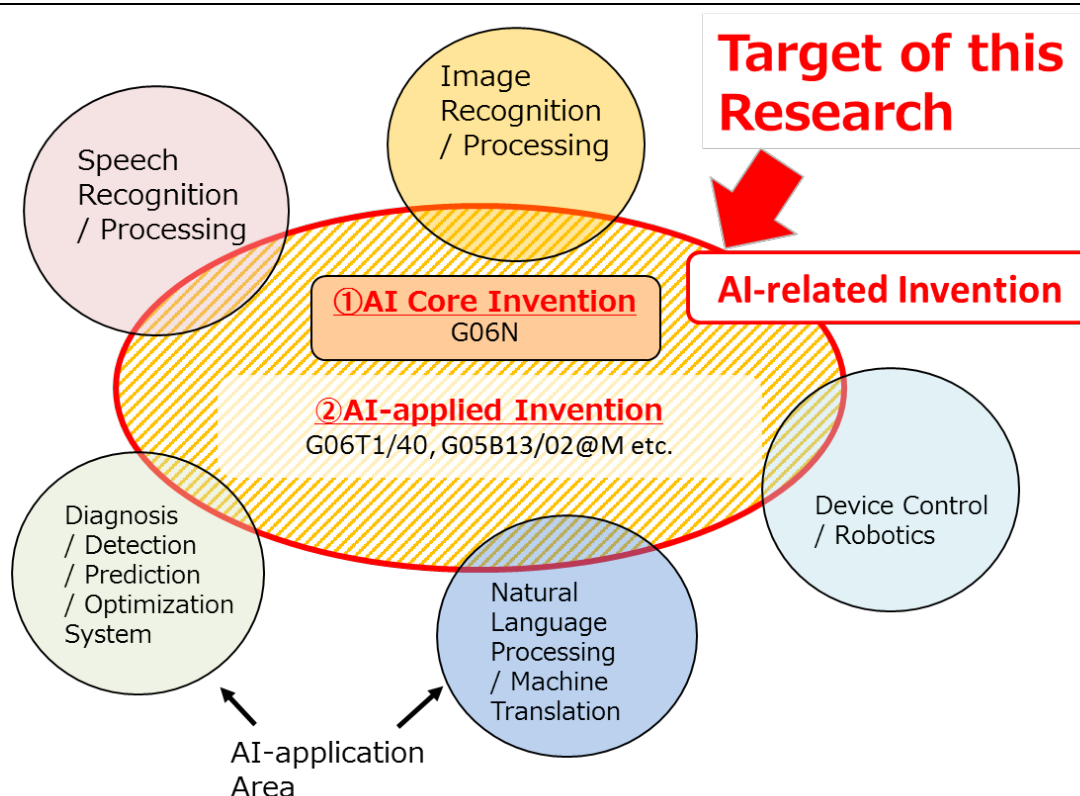 Target of this
Research
Image
Recognition
/ Processing
Speech
Recognition
/ Processing
AI-related Invention
①AI Core Invention
G06N
②AI-applied Invention
G06T1/40, G05B13/02@M etc.
Device Control
/ Robotics
Diagnosis
/ Detection
/ Prediction
/ Optimization
System
Natural
Language
Processing
/ Machine
Translation
AI-application
Area